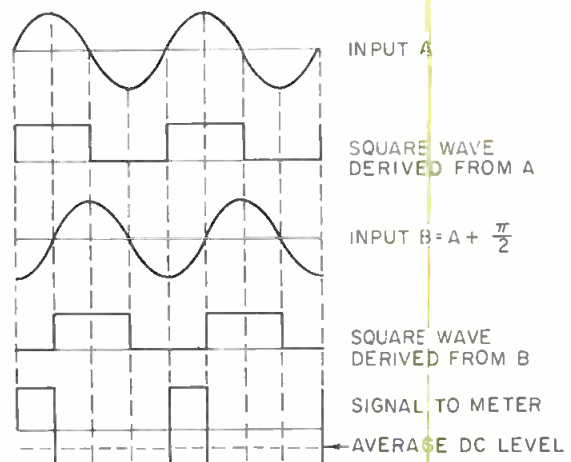 INPUT A
SQUARE WAVE
DERIVED FROM A
INPUT B = A + π/2
SQUARE WAVE
DERIVED FROM B
SIGNAL TO METER
AVERAGE DC LEVEL